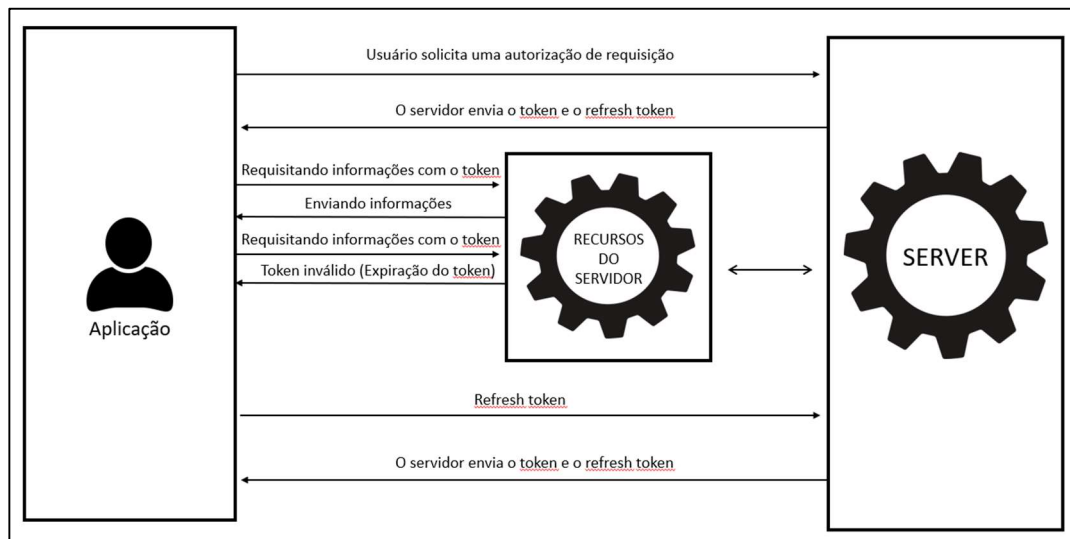 Usuário solicita uma autorização de requisição
O servidor envia o token e o refresh token
Requisitando informações com o token
Enviando informações
Requisitando informações com o token
Token inválido (Expiração do token)
RECURSOS
DO
SERVIDOR
SERVER
Aplicação
Refresh token
O servidor envia o token e o refresh token